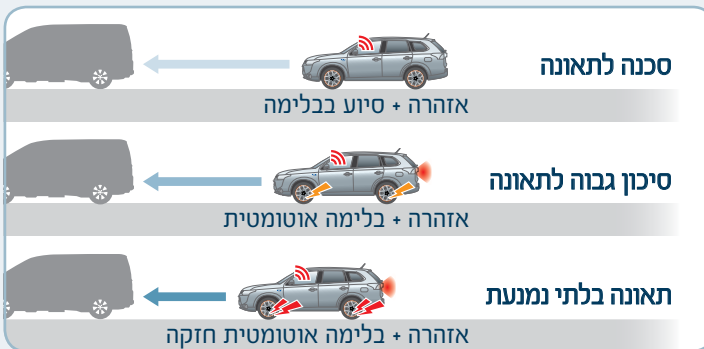 סכנה לתאונה
אזהרה + סיוע בבלימה
סיכון גבוה לתאונה
אזהרה + בלימה אוטומטית
תאונה בלתי נמנעת
אזהרה + בלימה אוטומטית חזקה